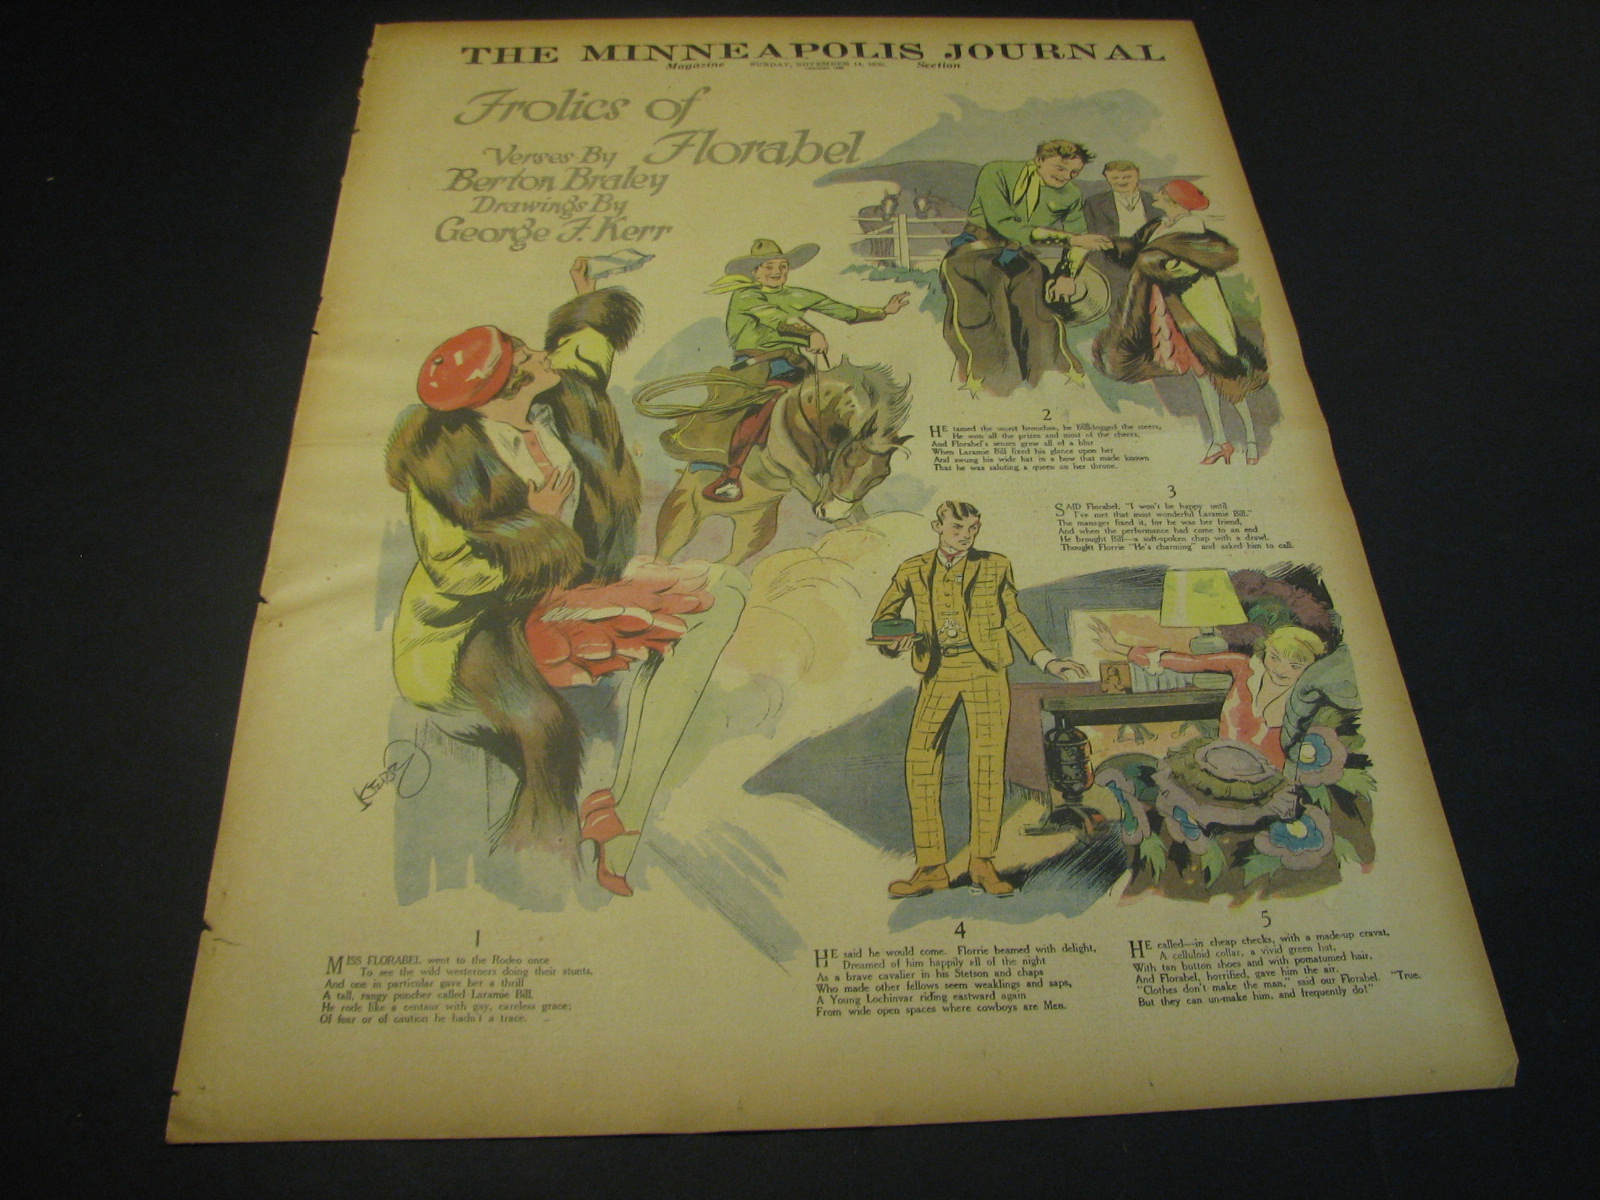 THE MINNEAPOLIS JOURNAL
Magazine SUNDAY, NOVEMBER 14, Section
Frolics of
Florabel
Verses By
Berton Braley
Drawings By
George F. Kerr
KERR
1
MISS FLORABEL went to the Rodeo once
To see the wild westerners doing their stunts.
And one in particular gave her a thrill
A tall, rangy puncher called Laramie Bill.
He rode like a centaur with gay, careless grace;
Of fear or of caution he hadn't a trace.
2
HE tamed the worst bronchos, he bulldogged the steers,
He won all the prizes and most of the cheers,
And Florabel's senses grew all of a blur
When Laramie Bill fixed his glance upon her
And swung his wide hat in a bow that made known
That he was saluting a queen on her throne.
3
SAID Florabel, "I won't be happy until
I've met that most wonderful Laramie Bill."
The manager fixed it, for he was her friend,
And when the performance had come to an end
He brought Bill—a soft-spoken chap with a drawl.
Thought Florrie "He's charming" and asked him to call.
4
HE said he would come. Florrie beamed with delight,
Dreamed of him happily all of the night
As a brave cavalier in his Stetson and chaps
Who made other fellows seem weaklings and saps,
A Young Lochinvar riding eastward again
From wide open spaces where cowboys are Men.
5
HE called—in cheap checks, with a made-up cravat,
A celluloid collar, a vivid green hat,
With tan button shoes and with pomatumed hair,
And Florabel, horrified, gave him the air.
"Clothes don't make the man," said our Florabel. "True.
But they can un-make him, and frequently do!"